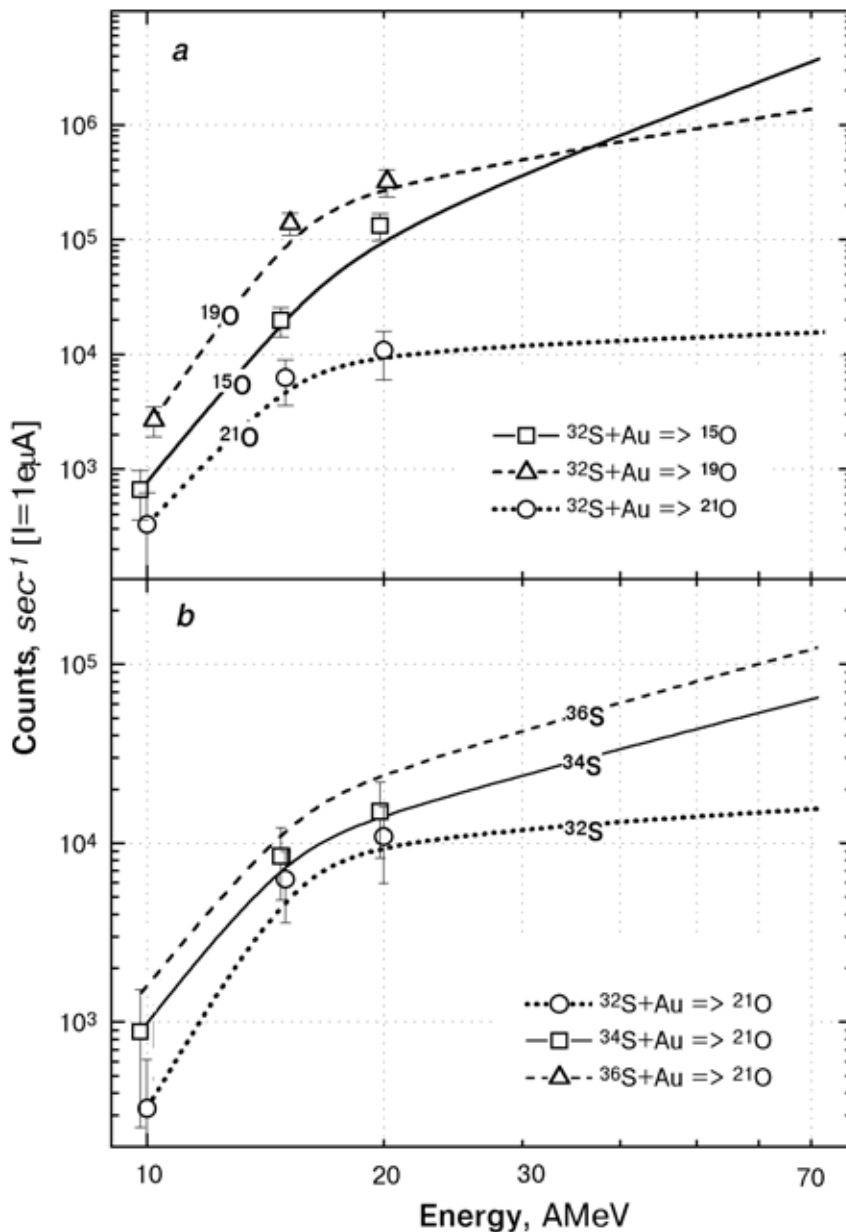 a
10⁶
10⁵
10⁴
10³
¹⁹O
¹⁵O
²¹O
³²S+Au => ¹⁵O
³²S+Au => ¹⁹O
³²S+Au => ²¹O
Counts, sec⁻¹ [I=1eμA]
b
10⁵
10⁴
10³
³⁶S
³⁴S
³²S
³²S+Au => ²¹O
³⁴S+Au => ²¹O
³⁶S+Au => ²¹O
10 20 30 70
Energy, AMeV